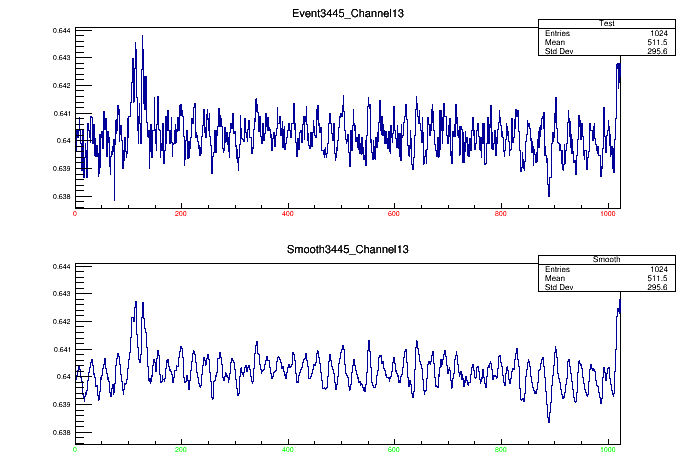 Event3445_Channel13
Test
Entries 1024
Mean 511.5
Std Dev 295.6
0.644
0.643
0.642
0.641
0.64
0.639
0.638
0 200 400 600 800 1000
Smooth3445_Channel13
Smooth
Entries 1024
Mean 511.5
Std Dev 295.6
0.644
0.643
0.642
0.641
0.64
0.639
0.638
0 200 400 600 800 1000